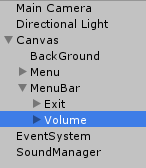 Main Camera
Directional Light
Canvas
BackGround
Menu
MenuBar
Exit
Volume
EventSystem
SoundManager